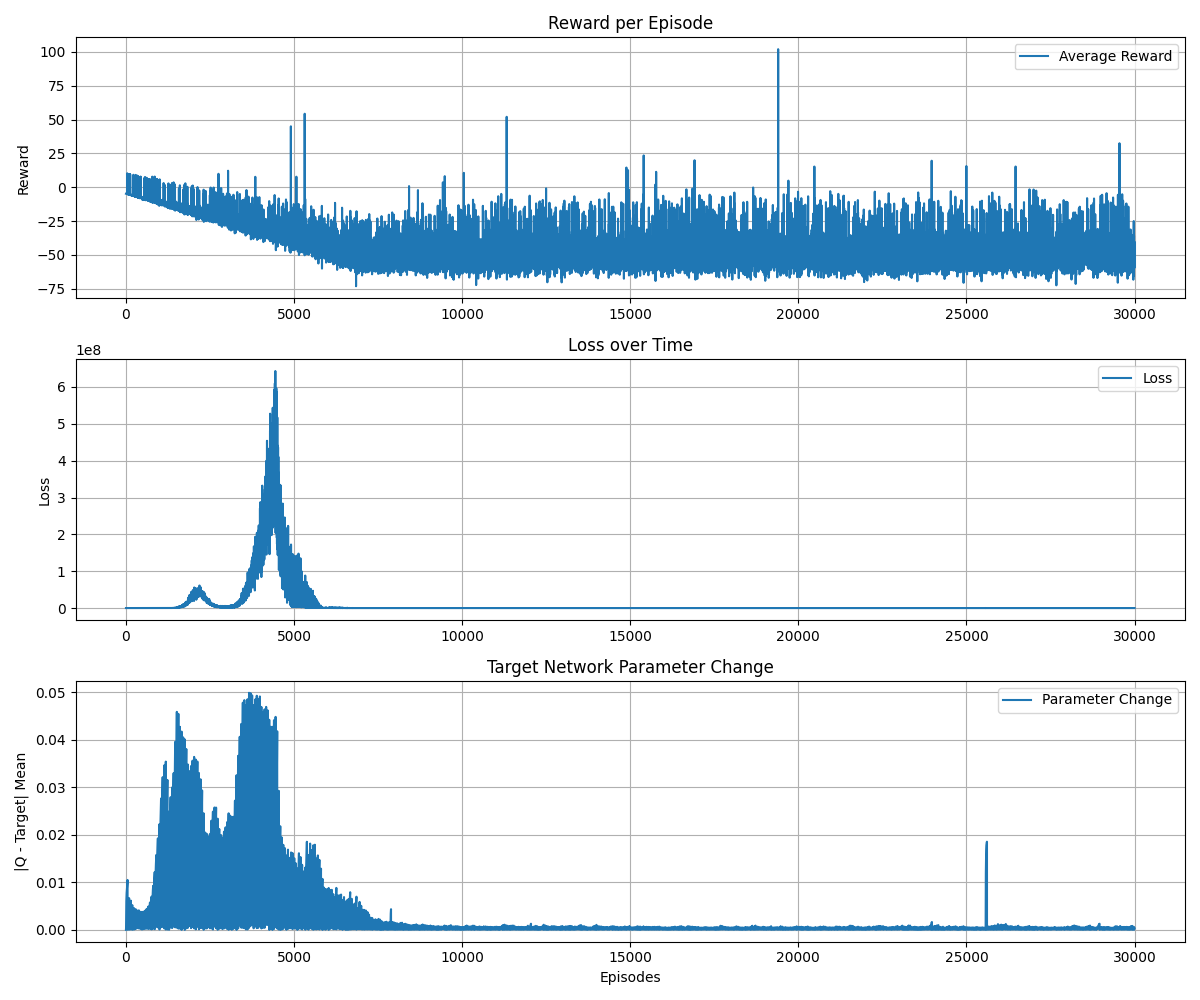 Reward per Episode
Average Reward
Reward
100
75
50
25
0
−25
−50
−75
0 5000 10000 15000 20000 25000 30000
Loss over Time
1e8
Loss
Loss
6
5
4
3
2
1
0
0 5000 10000 15000 20000 25000 30000
Target Network Parameter Change
Parameter Change
|Q - Target| Mean
0.05
0.04
0.03
0.02
0.01
0.00
0 5000 10000 15000 20000 25000 30000
Episodes